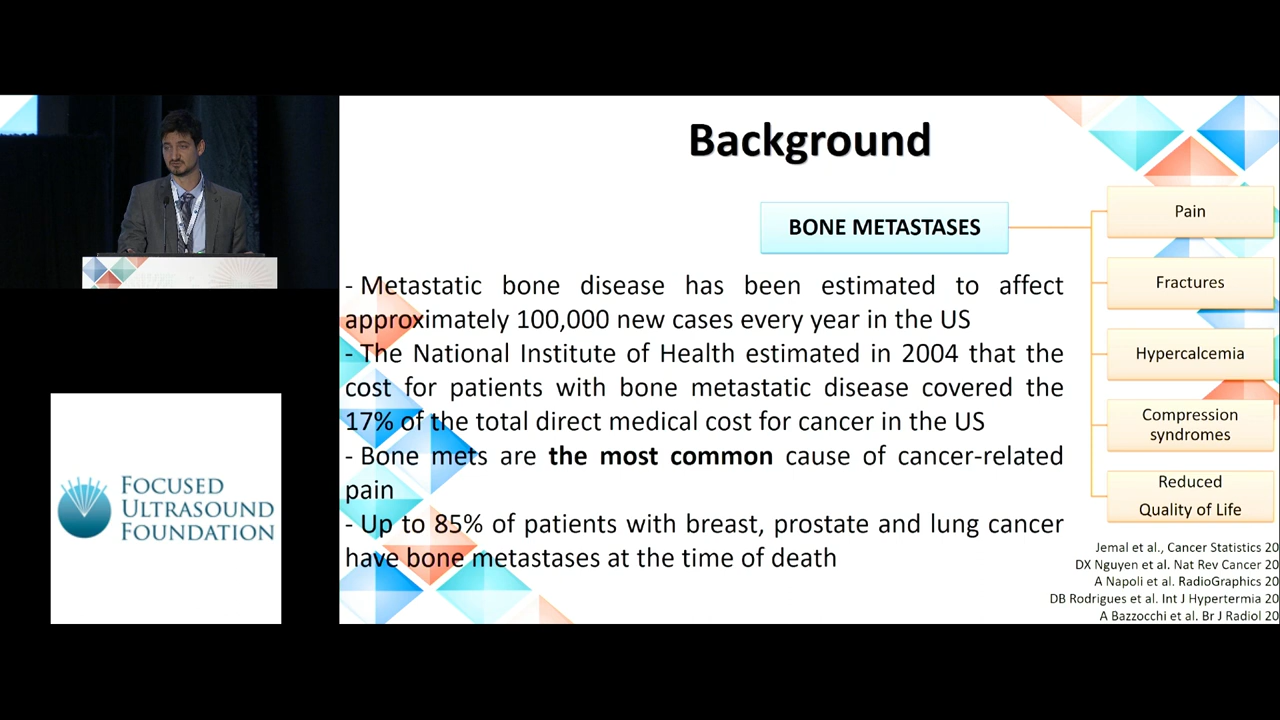 Background
BONE METASTASES
Pain
Fractures
Hypercalcemia
Compression
syndromes
Reduced
Quality of Life
- Metastatic bone disease has been estimated to affect
approximately 100,000 new cases every year in the US
- The National Institute of Health estimated in 2004 that the
cost for patients with bone metastatic disease covered the
17% of the total direct medical cost for cancer in the US
- Bone mets are the most common cause of cancer-related
pain
- Up to 85% of patients with breast, prostate and lung cancer
have bone metastases at the time of death
Jemal et al., Cancer Statistics 20
DX Nguyen et al. Nat Rev Cancer 20
A Napoli et al. RadioGraphics 20
DB Rodrigues et al. Int J Hypertermia 20
A Bazzocchi et al. Br J Radiol 20
FOCUSED
ULTRASOUND
FOUNDATION